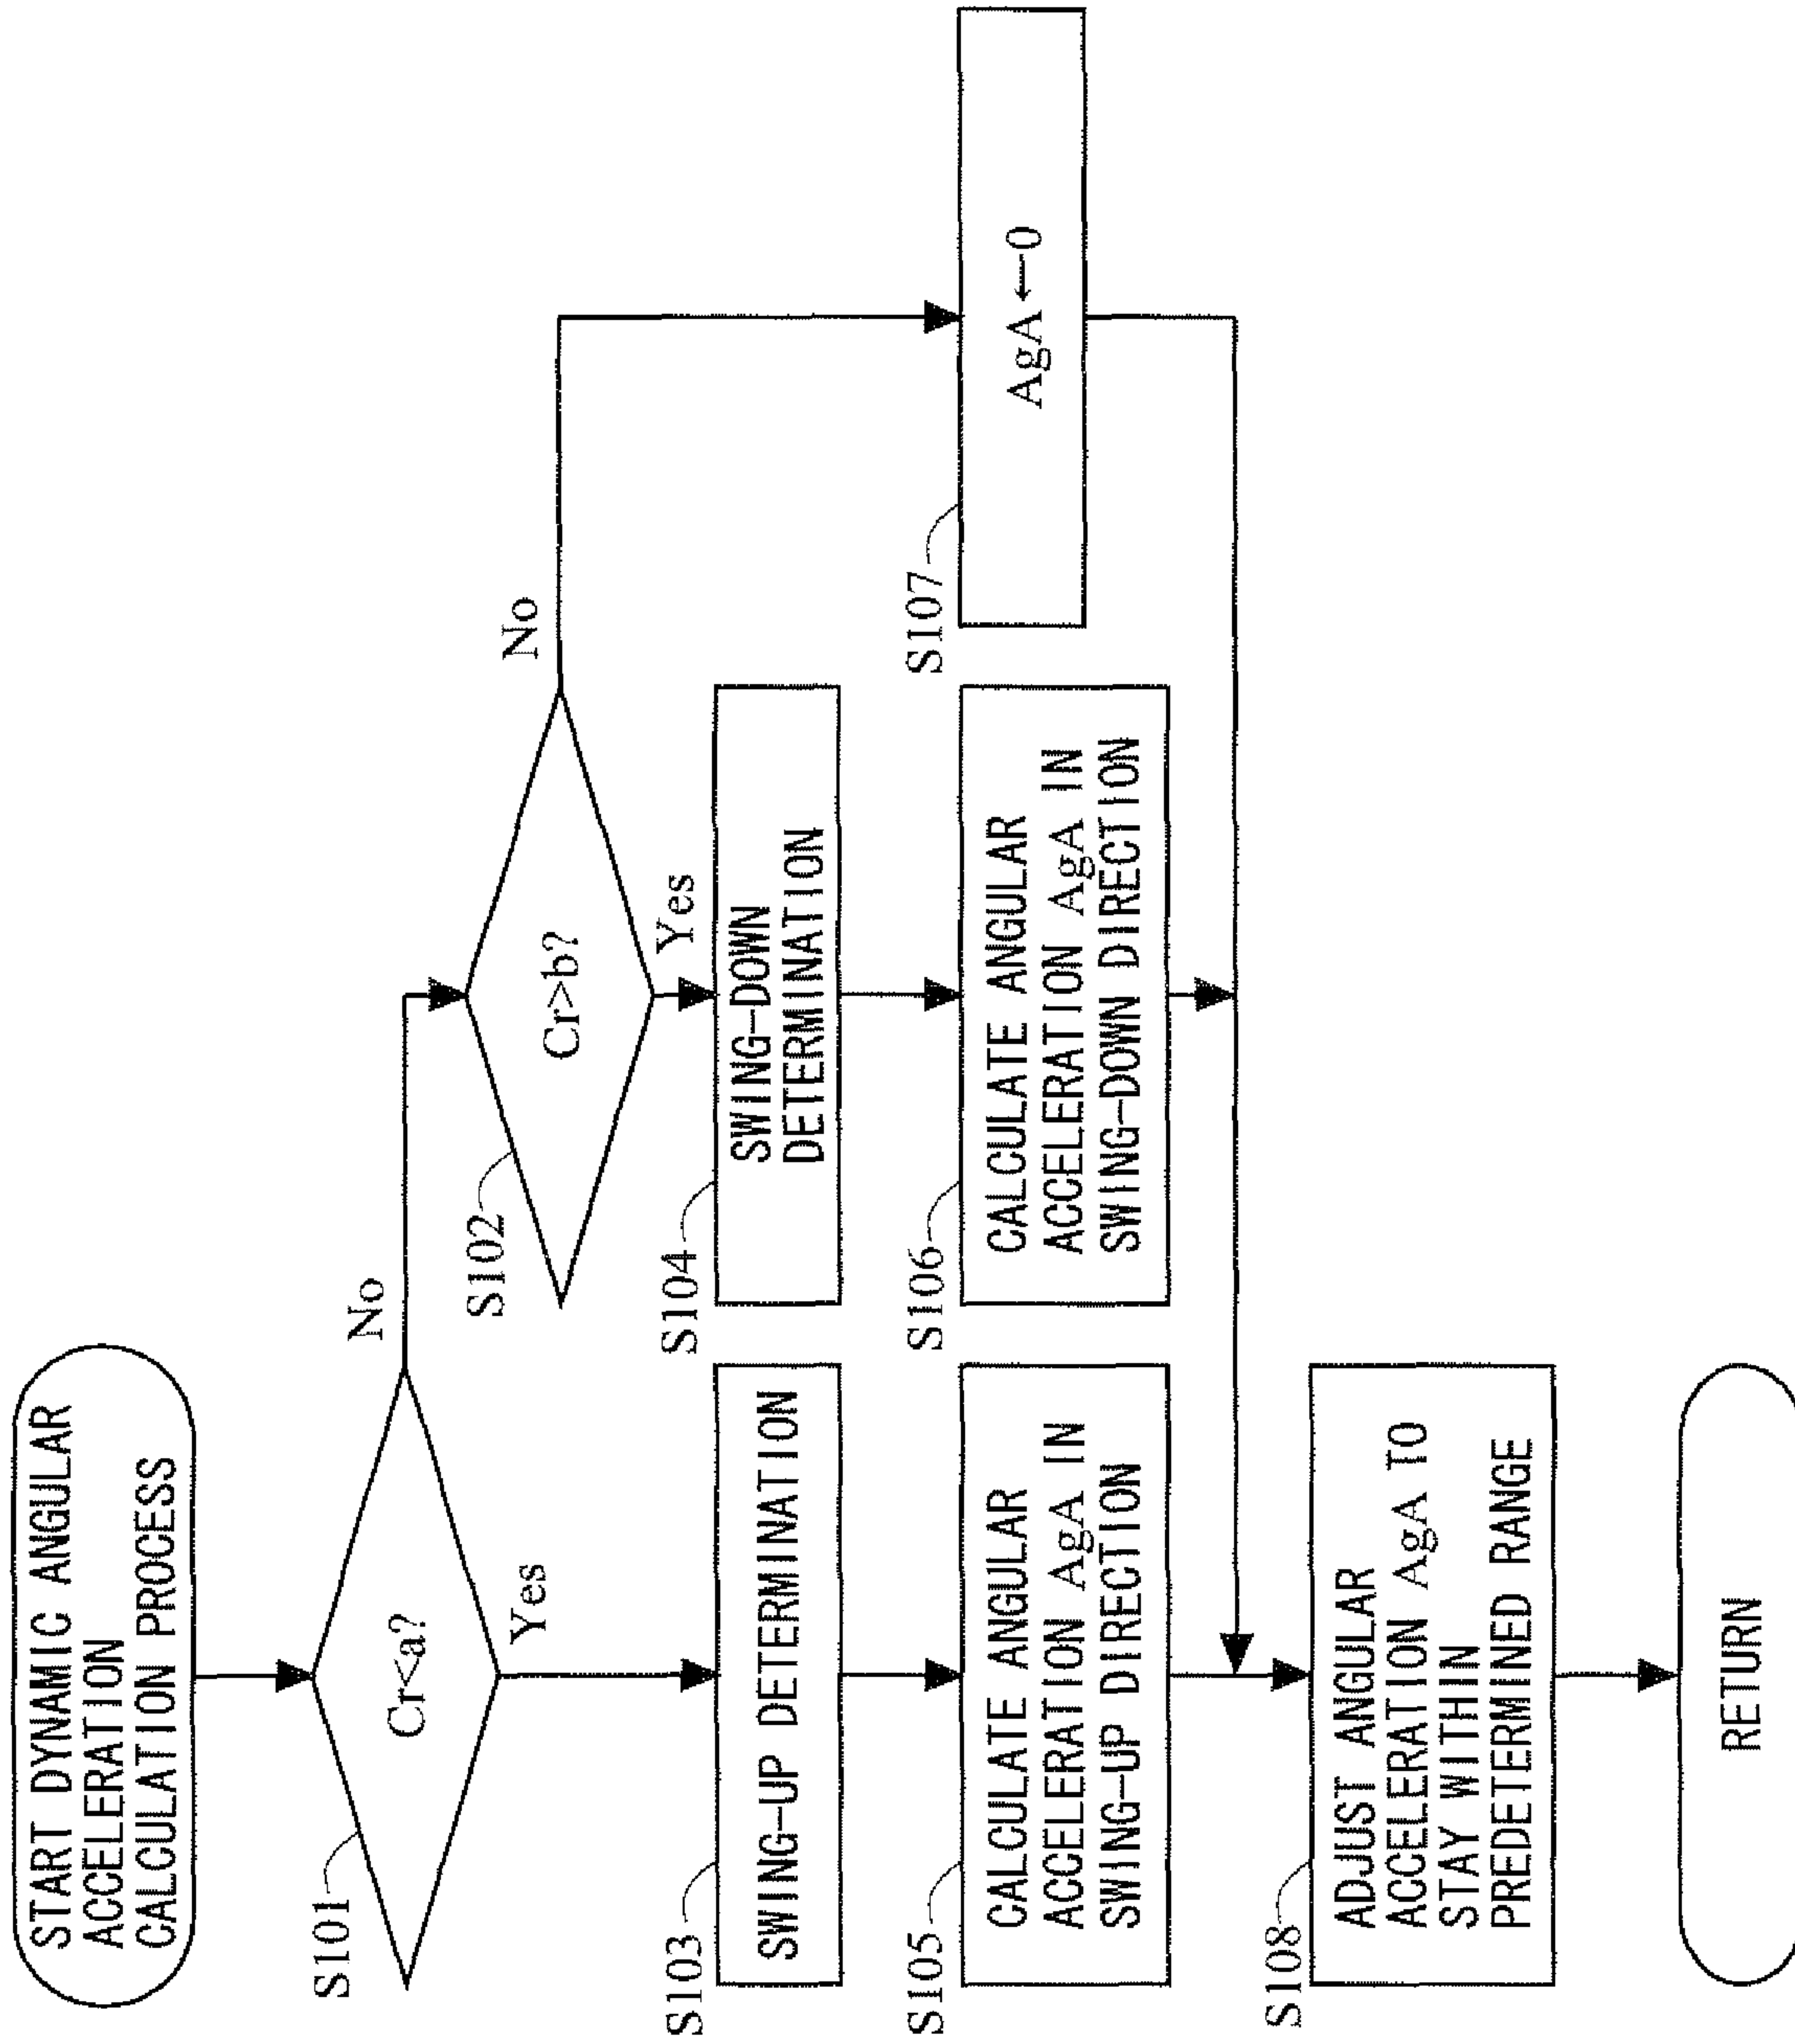 START DYNAMIC ANGULAR
ACCELERATION
CALCULATION PROCESS
S101
Cr<a?
No
Yes
S102
Cr>b?
No
Yes
S103
SWING-UP DETERMINATION
S104
SWING-DOWN
DETERMINATION
S105
CALCULATE ANGULAR
ACCELERATION AgA IN
SWING-UP DIRECTION
S106
CALCULATE ANGULAR
ACCELERATION AgA IN
SWING-DOWN DIRECTION
S107
AgA ←0
S108
ADJUST ANGULAR
ACCELERATION AgA TO
STAY WITHIN
PREDETERMINED RANGE
RETURN